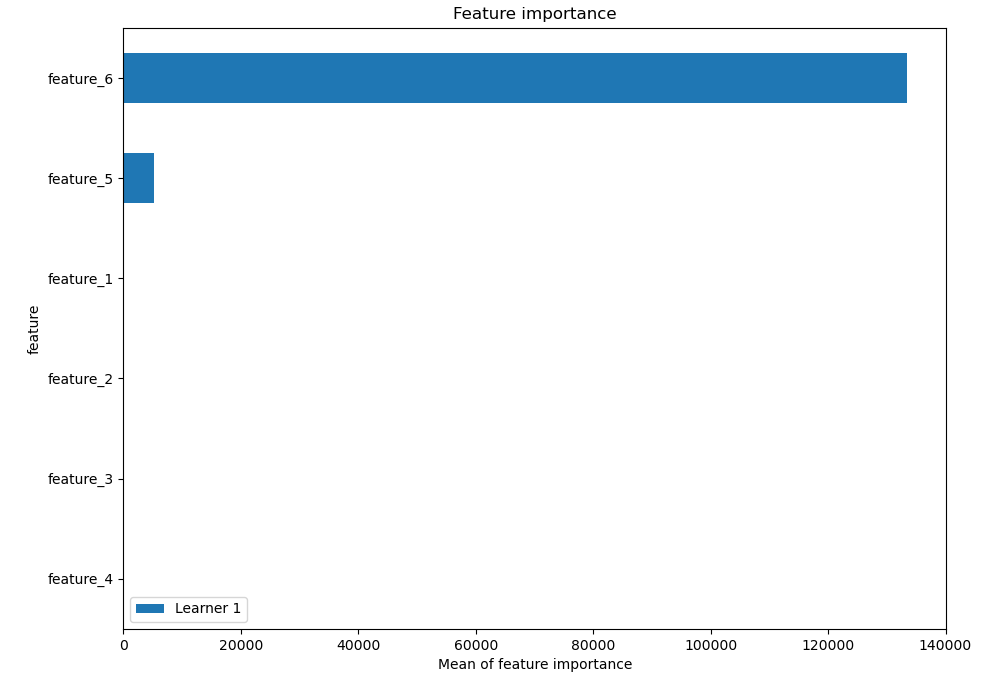 Feature importance
feature_6
feature_5
feature_1
feature_2
feature_3
feature_4
feature
Learner 1
0 20000 40000 60000 80000 100000 120000 140000
Mean of feature importance